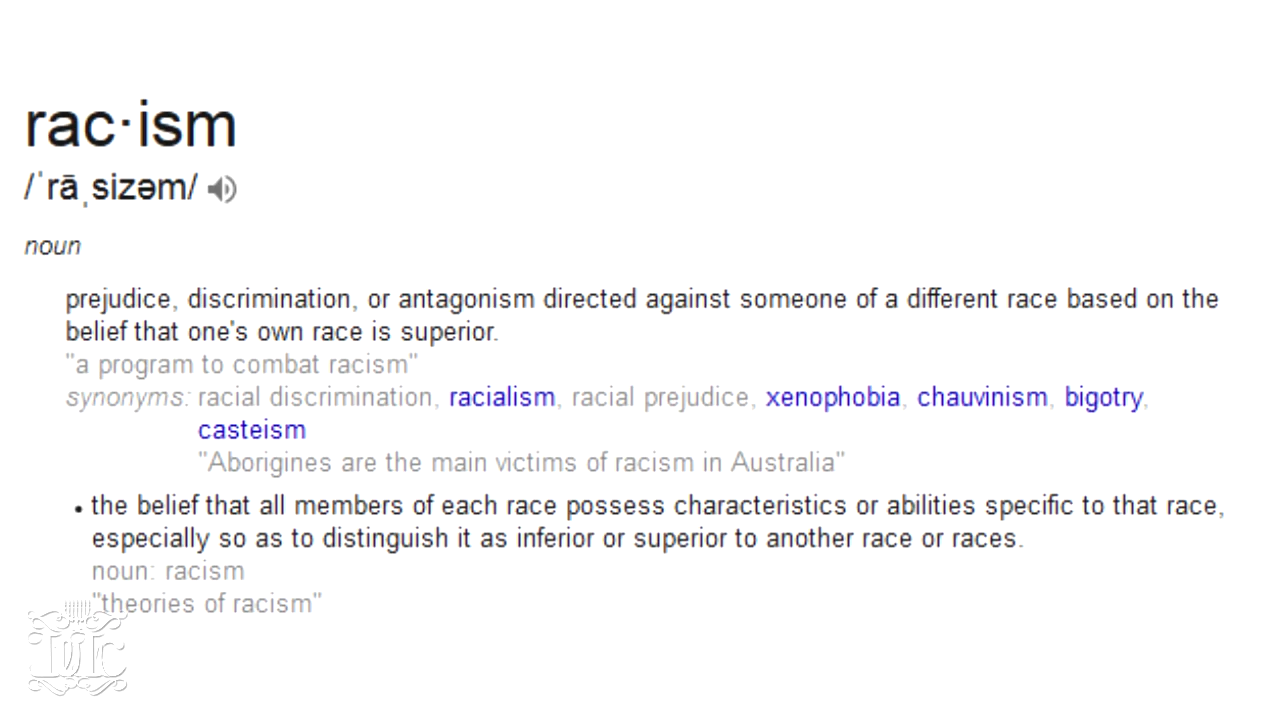 rac·ism
/ˈrāˌsizəm/
noun
prejudice, discrimination, or antagonism directed against someone of a different race based on the
belief that one's own race is superior.
"a program to combat racism"
synonyms: racial discrimination, racialism, racial prejudice, xenophobia, chauvinism, bigotry,
casteism
"Aborigines are the main victims of racism in Australia"
• the belief that all members of each race possess characteristics or abilities specific to that race,
especially so as to distinguish it as inferior or superior to another race or races.
noun: racism
"theories of racism"